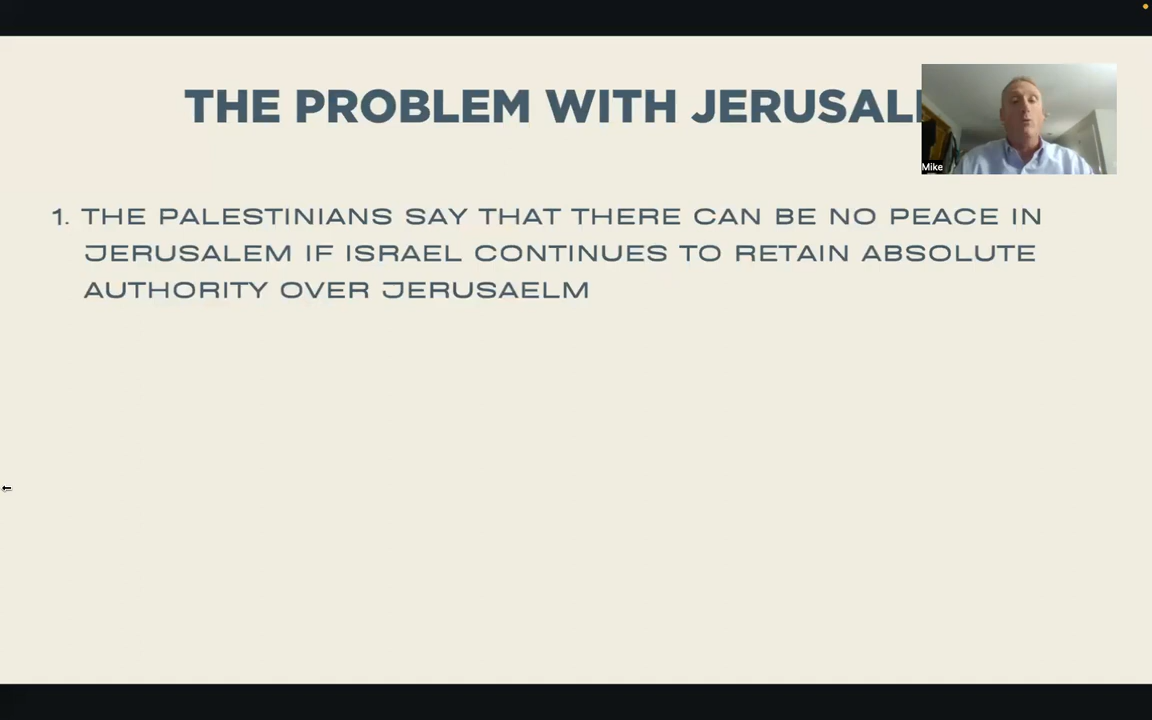 THE PROBLEM WITH JERUSAL
Mike
1. THE PALESTINIANS SAY THAT THERE CAN BE NO PEACE IN
JERUSALEM IF ISRAEL CONTINUES TO RETAIN ABSOLUTE
AUTHORITY OVER JERUSAELM